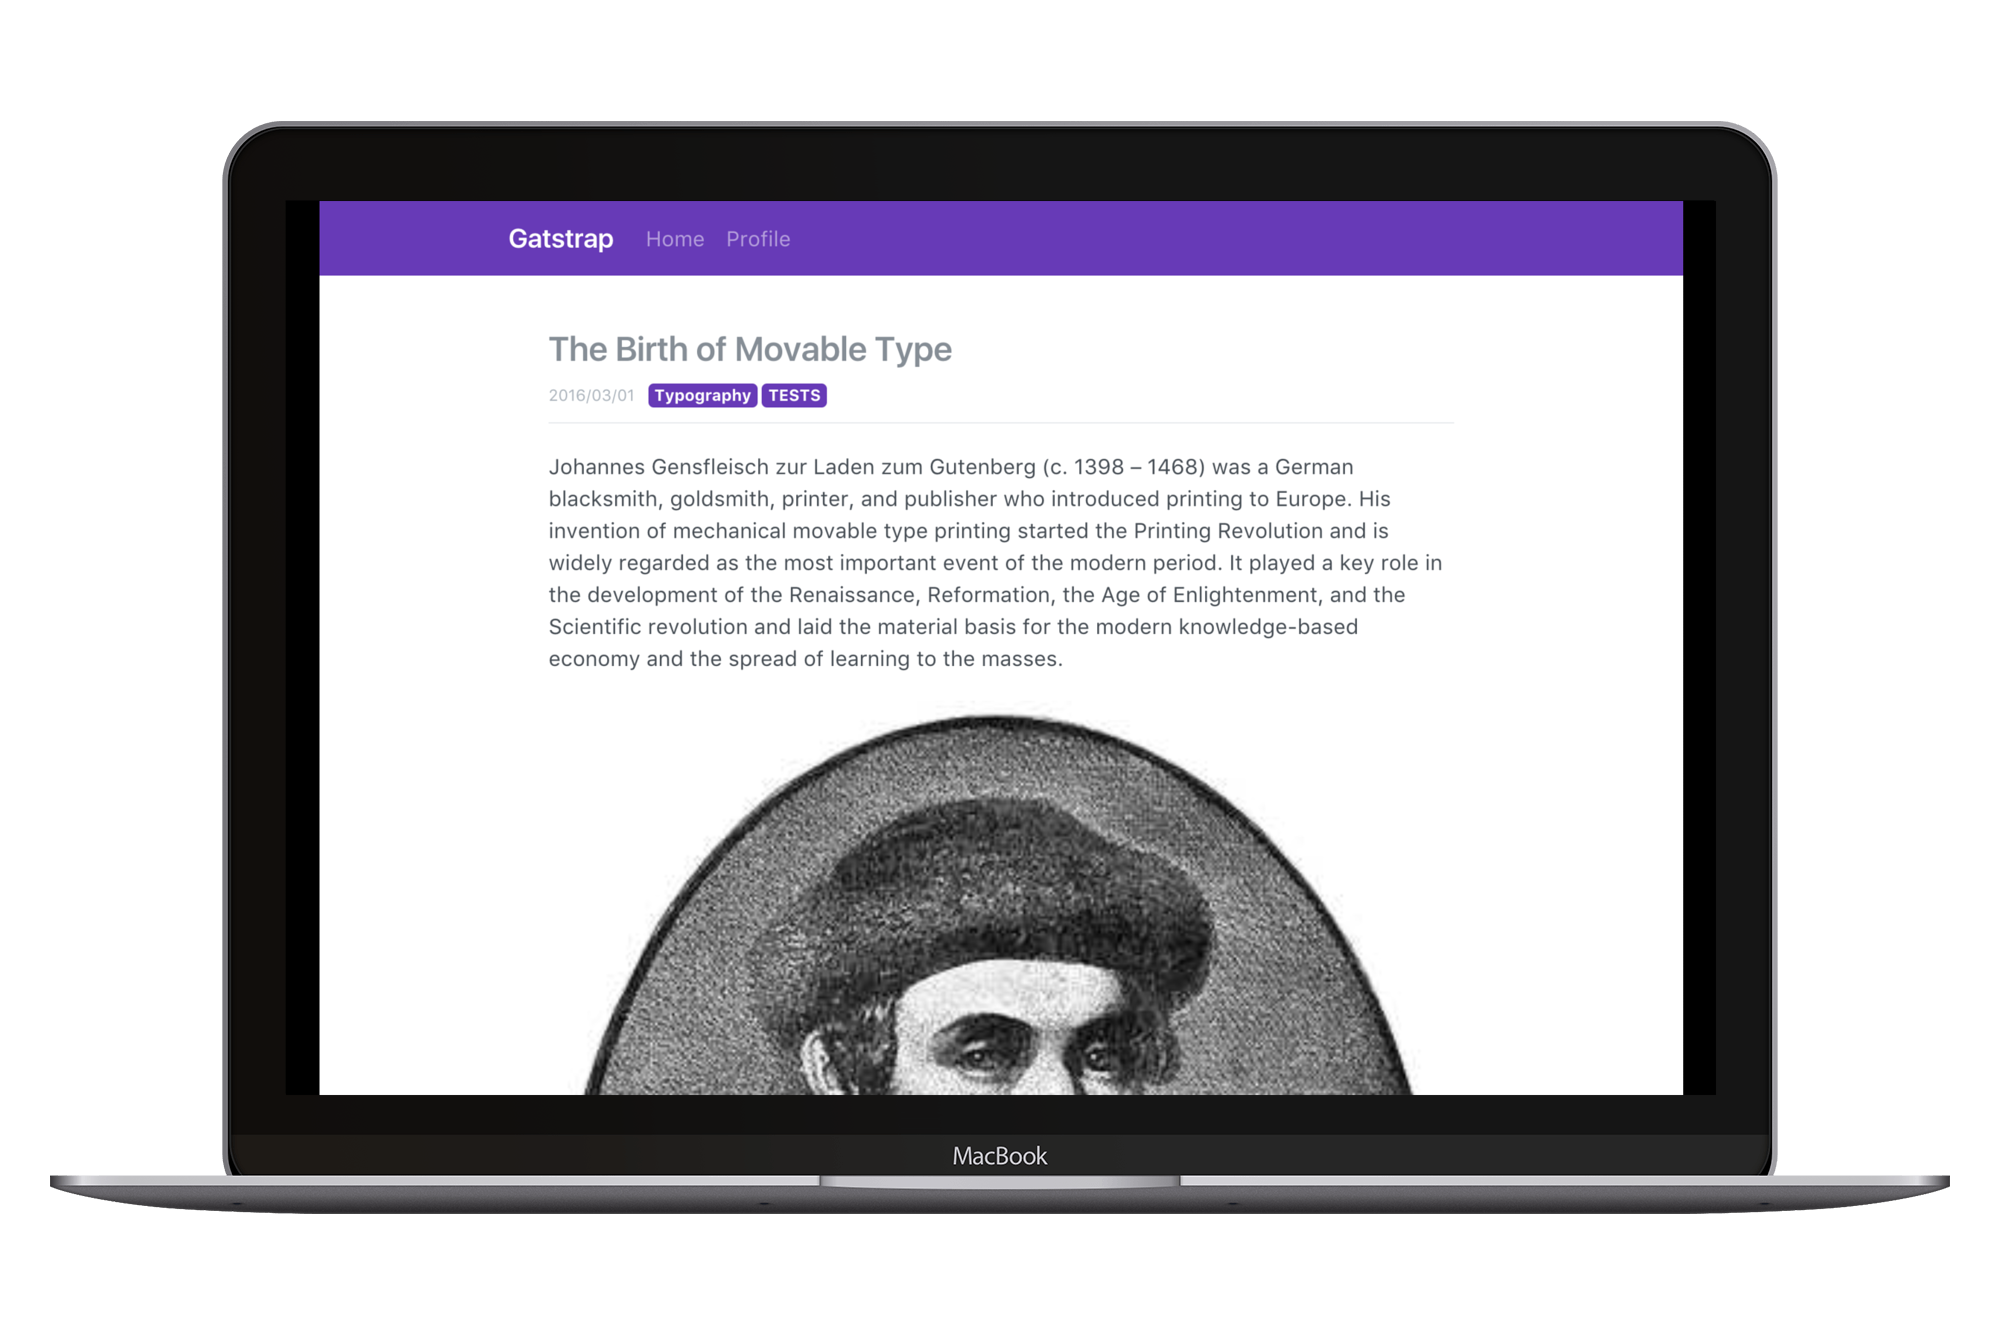 Gatstrap Home Profile
The Birth of Movable Type
2016/03/01 Typography TESTS
Johannes Gensfleisch zur Laden zum Gutenberg (c. 1398 – 1468) was a German
blacksmith, goldsmith, printer, and publisher who introduced printing to Europe. His
invention of mechanical movable type printing started the Printing Revolution and is
widely regarded as the most important event of the modern period. It played a key role in
the development of the Renaissance, Reformation, the Age of Enlightenment, and the
Scientific revolution and laid the material basis for the modern knowledge-based
economy and the spread of learning to the masses.
MacBook